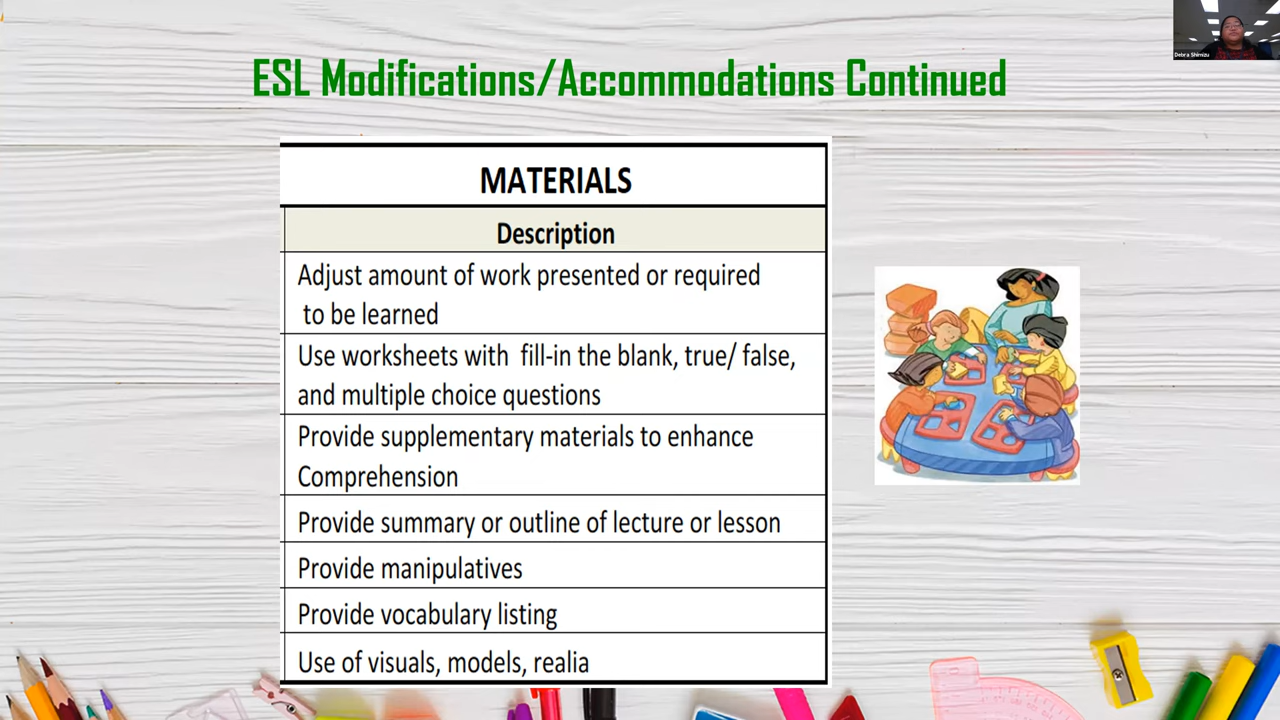 ESL Modifications/Accommodations Continued
Debra Shimizu
MATERIALS
Description
Adjust amount of work presented or required
to be learned
Use worksheets with fill-in the blank, true/ false,
and multiple choice questions
Provide supplementary materials to enhance
Comprehension
Provide summary or outline of lecture or lesson
Provide manipulatives
Provide vocabulary listing
Use of visuals, models, realia